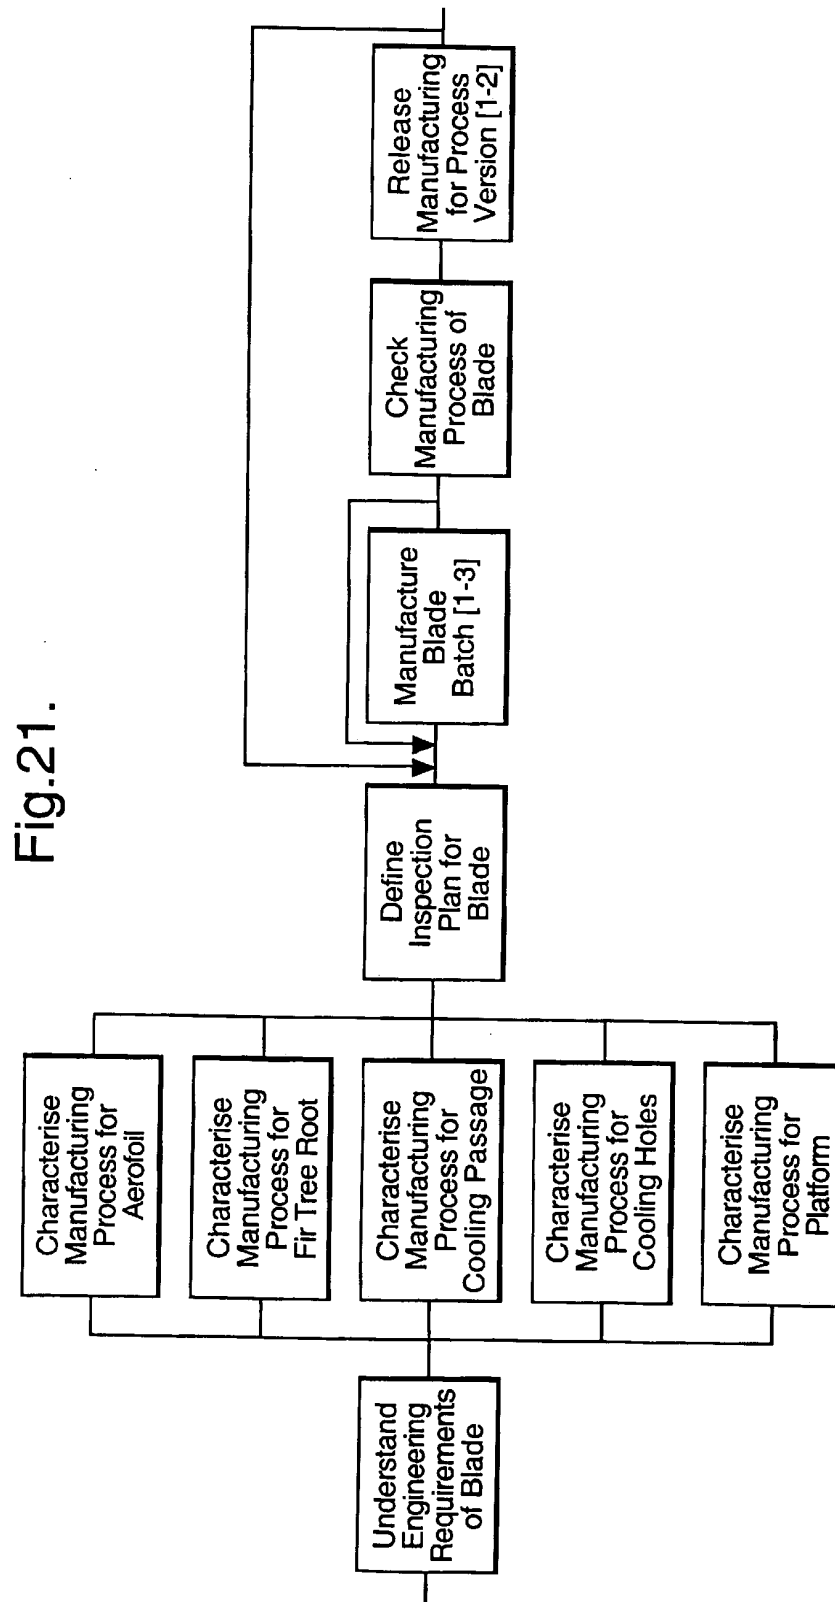 Fig.21.
Understand
Engineering
Requirements
of Blade
Characterise
Manufacturing
Process for
Aerofoil
Characterise
Manufacturing
Process for
Fir Tree Root
Characterise
Manufacturing
Process for
Cooling Passage
Characterise
Manufacturing
Process for
Cooling Holes
Characterise
Manufacturing
Process for
Platform
Define
Inspection
Plan for
Blade
Manufacture
Blade
Batch [1-3]
Check
Manufacturing
Process of
Blade
Release
Manufacturing
for Process
Version [1-2]